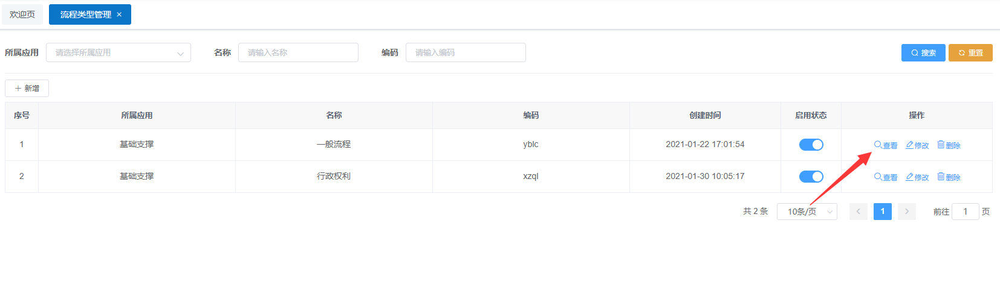 欢迎页 流程类型管理 ×
所属应用 请选择所属应用 名称 请输入名称 编码 请输入编码 搜索 重置
新增
序号 所属应用 名称 编码 创建时间 启用状态 操作
1 基础支撑 一般流程 yblc 2021-01-22 17:01:54 查看 修改 删除
2 基础支撑 行政权利 xzql 2021-01-30 10:05:17 查看 修改 删除
共 2 条 10条/页 1 前往 1 页